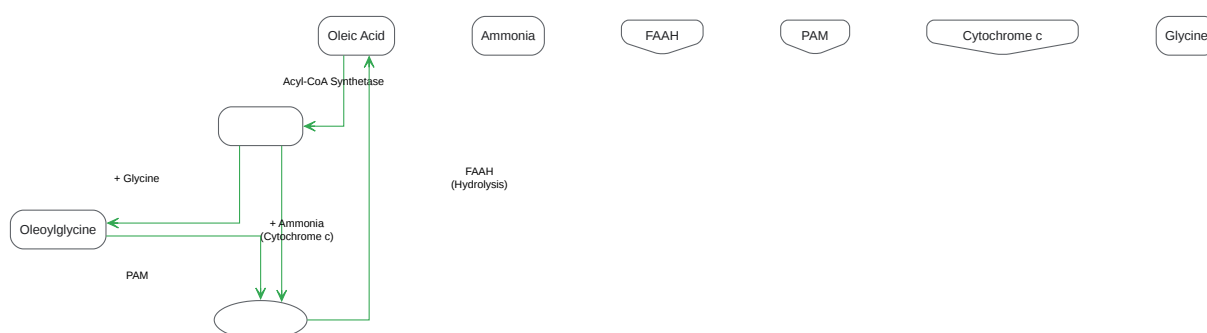 Oleic Acid
Ammonia
FAAH
PAM
Cytochrome c
Glycine
Acyl-CoA Synthetase
+ Glycine
FAAH
(Hydrolysis)
Oleoylglycine
+ Ammonia
(Cytochrome c)
PAM